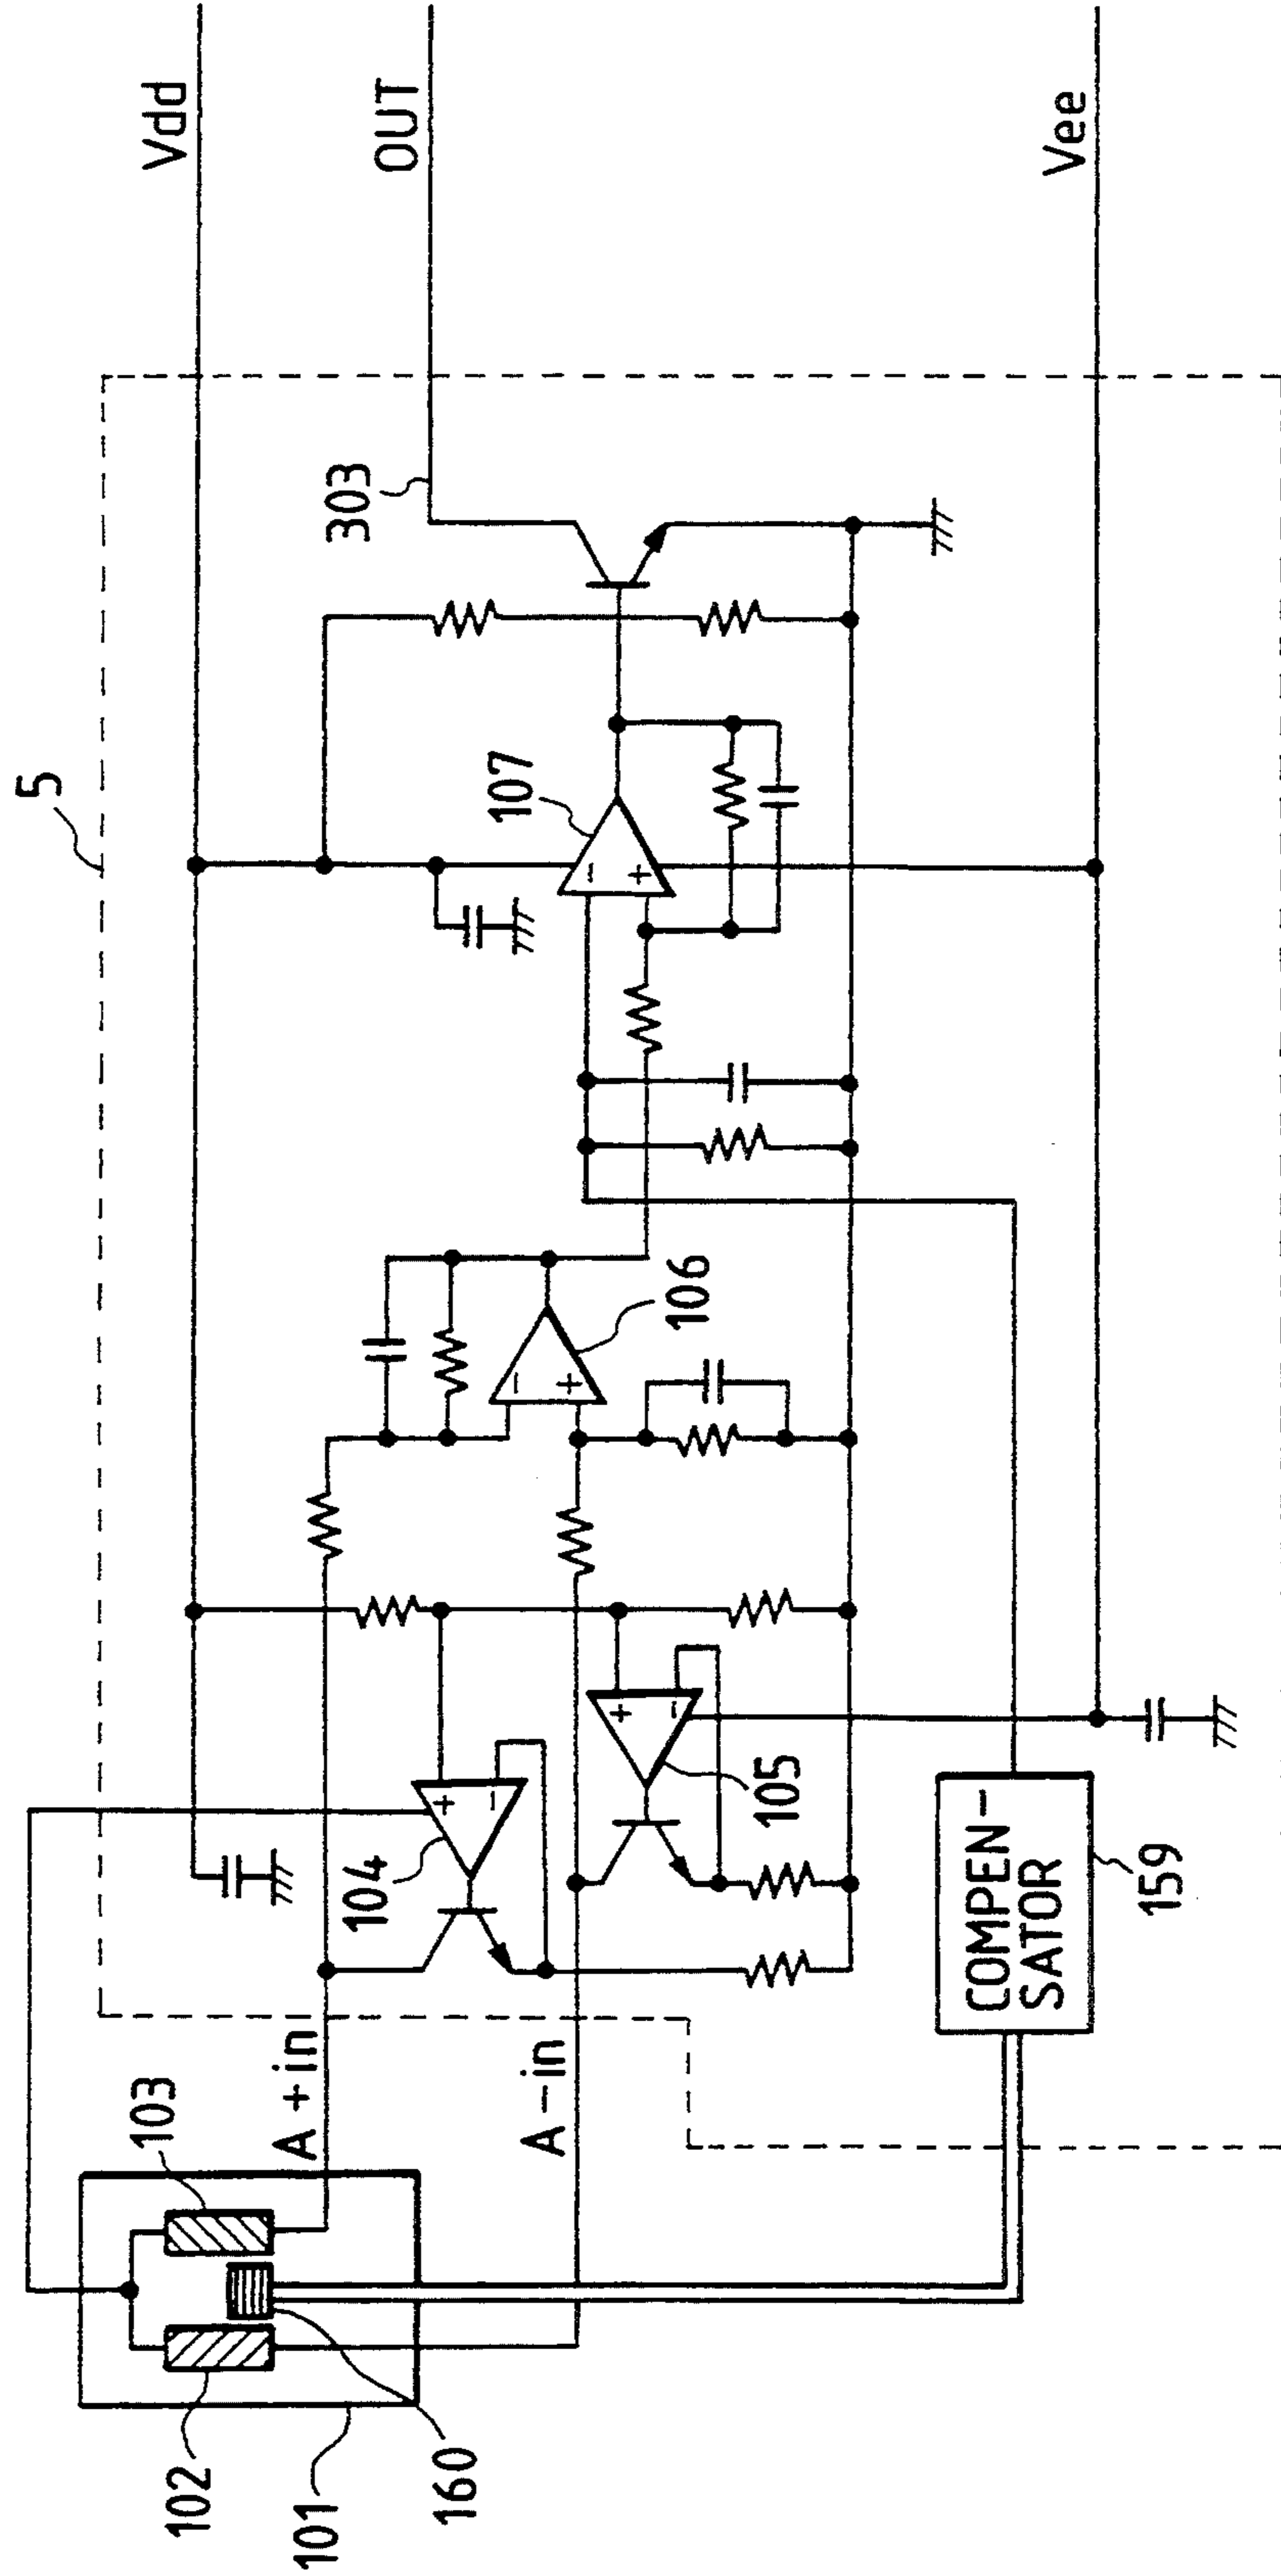 5
Vdd
OUT
Vee
303
107
-
+
106
-
+
104
+
-
105
+
-
A+in
A-in
103
102
101
160
COMPEN-
SATOR
159